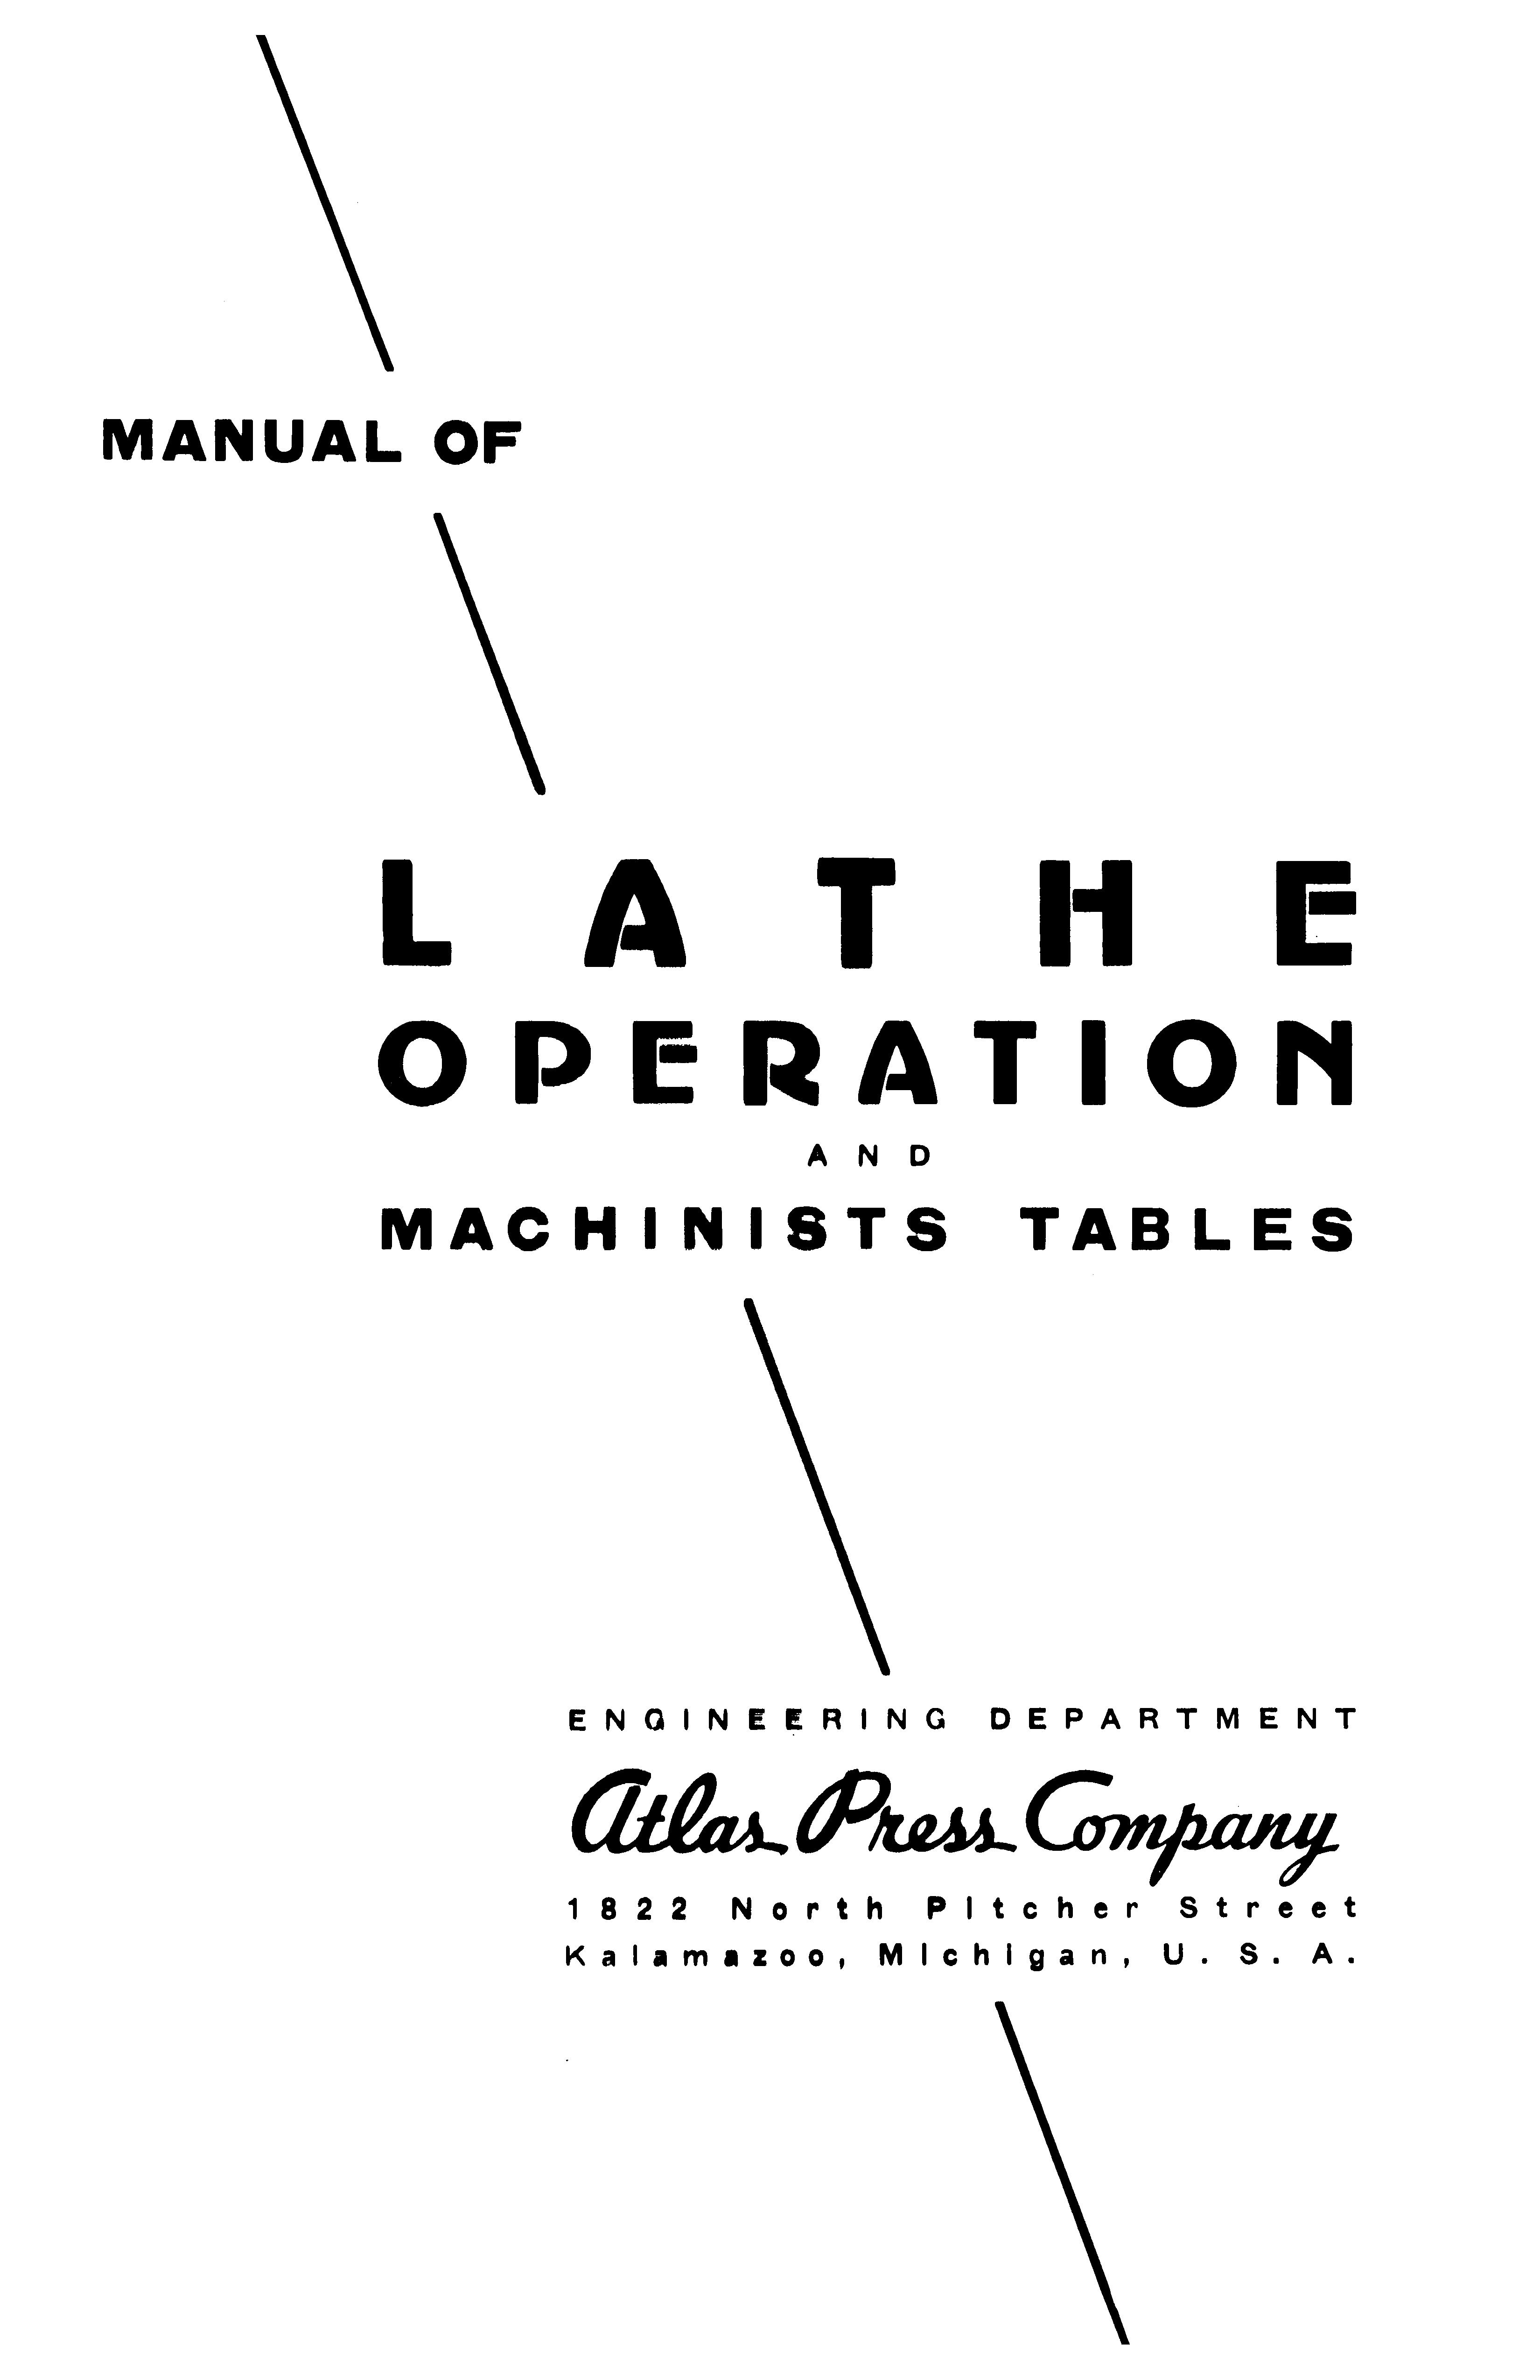 MANUAL OF
LATHE
OPERATION
AND
MACHINISTS TABLES
ENGINEERING DEPARTMENT
Atlas Press Company
1822 North Pitcher Street
Kalamazoo, Michigan, U. S. A.